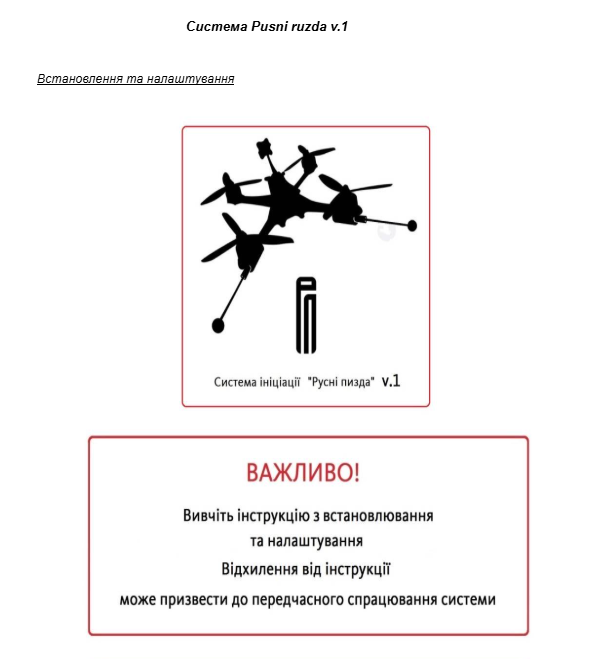 Система Pusni ruzda v.1
Встановлення та налаштування
Система ініціації "Русні пизда" v.1
ВАЖЛИВО!
Вивчіть інструкцію з встановлювання
та налаштування
Відхилення від інструкції
може призвести до передчасного спрацювання системи